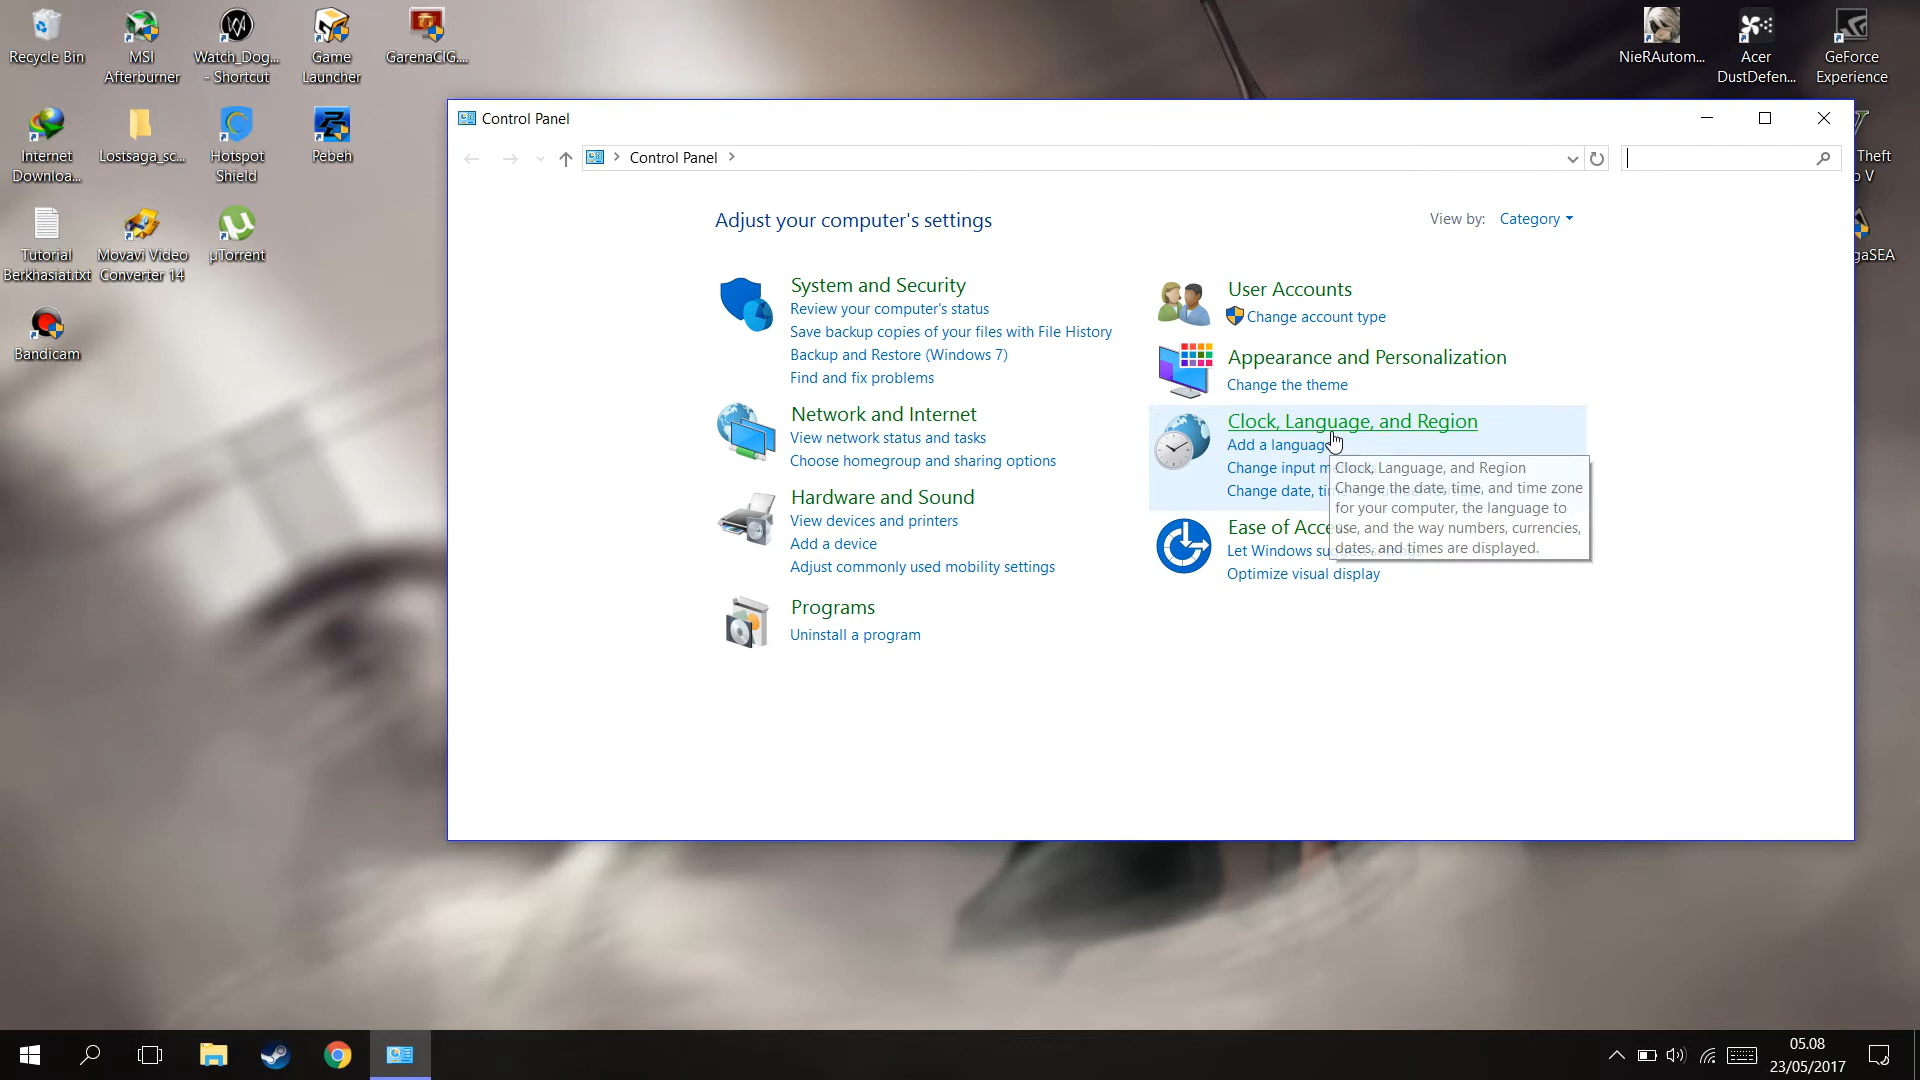 Recycle Bin
MSI
Afterburner
Watch_Dog...
- Shortcut
Game
Launcher
GarenaCIG....
NieRAutom...
Acer
DustDefen...
GeForce
Experience
Internet
Downloa...
Lostsaga_sc...
Hotspot
Shield
Pebeh
Theft
o V
Tutorial
Berkhasiat.txt
Movavi Video
Converter 14
µTorrent
gaSEA
Bandicam
Control Panel
Control Panel
Adjust your computer's settings
View by: Category
System and Security
Review your computer's status
Save backup copies of your files with File History
Backup and Restore (Windows 7)
Find and fix problems
Network and Internet
View network status and tasks
Choose homegroup and sharing options
Hardware and Sound
View devices and printers
Add a device
Adjust commonly used mobility settings
Programs
Uninstall a program
User Accounts
Change account type
Appearance and Personalization
Change the theme
Clock, Language, and Region
Add a language
Change input
Change date,
Clock, Language, and Region
Change the date, time, and time zone
for your computer, the language to
use, and the way numbers, currencies,
dates, and times are displayed.
Ease of Access
Let Windows
Optimize visual display
05.08
23/05/2017